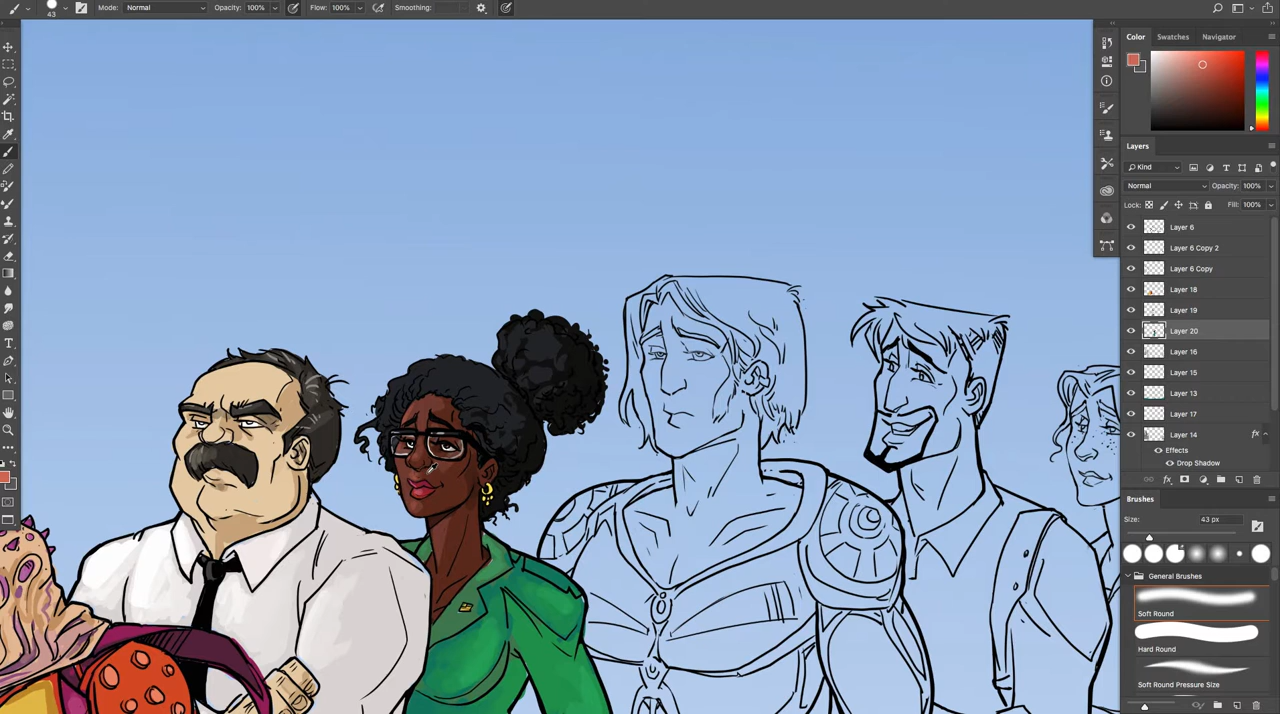 43 Mode: Normal Opacity: 100% Flow: 100% Smoothing:
Color Swatches Navigator
Layers
Kind
Normal Opacity: 100%
Lock: Fill: 100%
Layer 6
Layer 6 Copy 2
Layer 6 Copy
Layer 18
Layer 19
Layer 20
Layer 16
Layer 15
Layer 13
Layer 17
Layer 14 fx
Effects
Drop Shadow
fx
Brushes
Size: 43 px
General Brushes
Soft Round
Hard Round
Soft Round Pressure Size